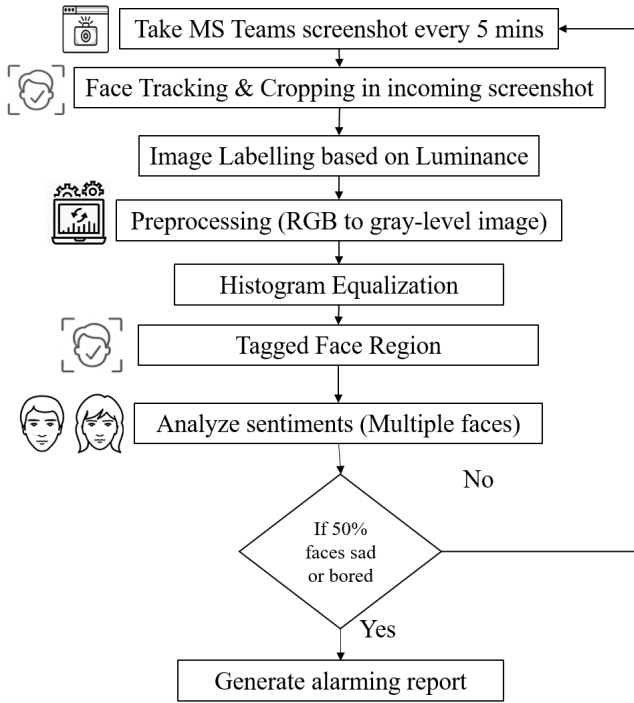 Take MS Teams screenshot every 5 mins
Face Tracking & Cropping in incoming screenshot
Image Labelling based on Luminance
Preprocessing (RGB to gray-level image)
Histogram Equalization
Tagged Face Region
Analyze sentiments (Multiple faces)
No
If 50%
faces sad
or bored
Yes
Generate alarming report